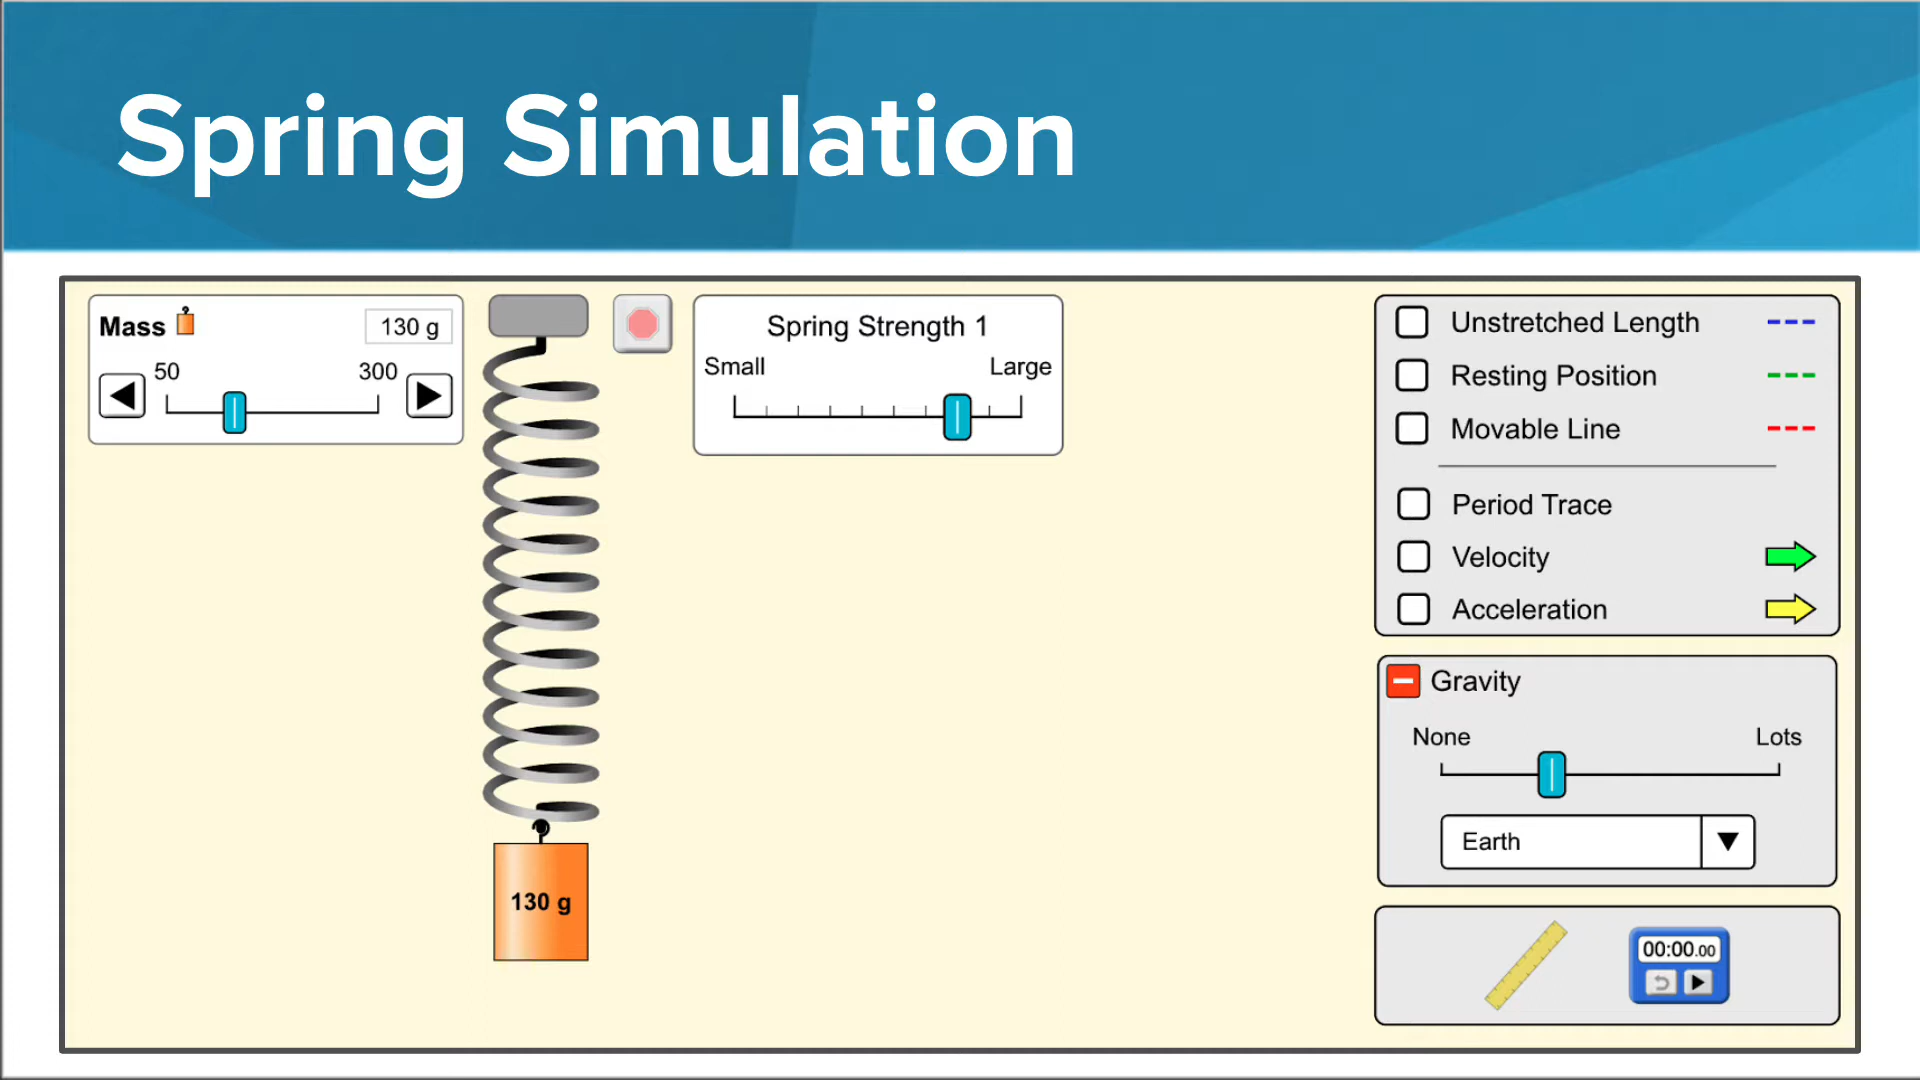 Spring Simulation
Mass
130 g
50
300
Spring Strength 1
Small
Large
130 g
Unstretched Length
Resting Position
Movable Line
Period Trace
Velocity
Acceleration
Gravity
None
Lots
Earth
00:00.00